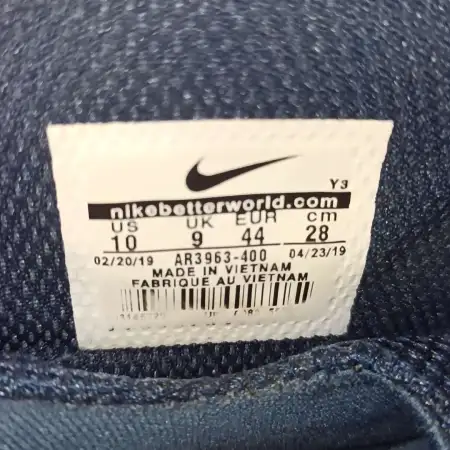 Y3
nikebetterworld.com
US UK EUR cm
10 9 44 28
02/20/19 AR3963-400 04/23/19
MADE IN VIETNAM
FABRIQUE AU VIETNAM